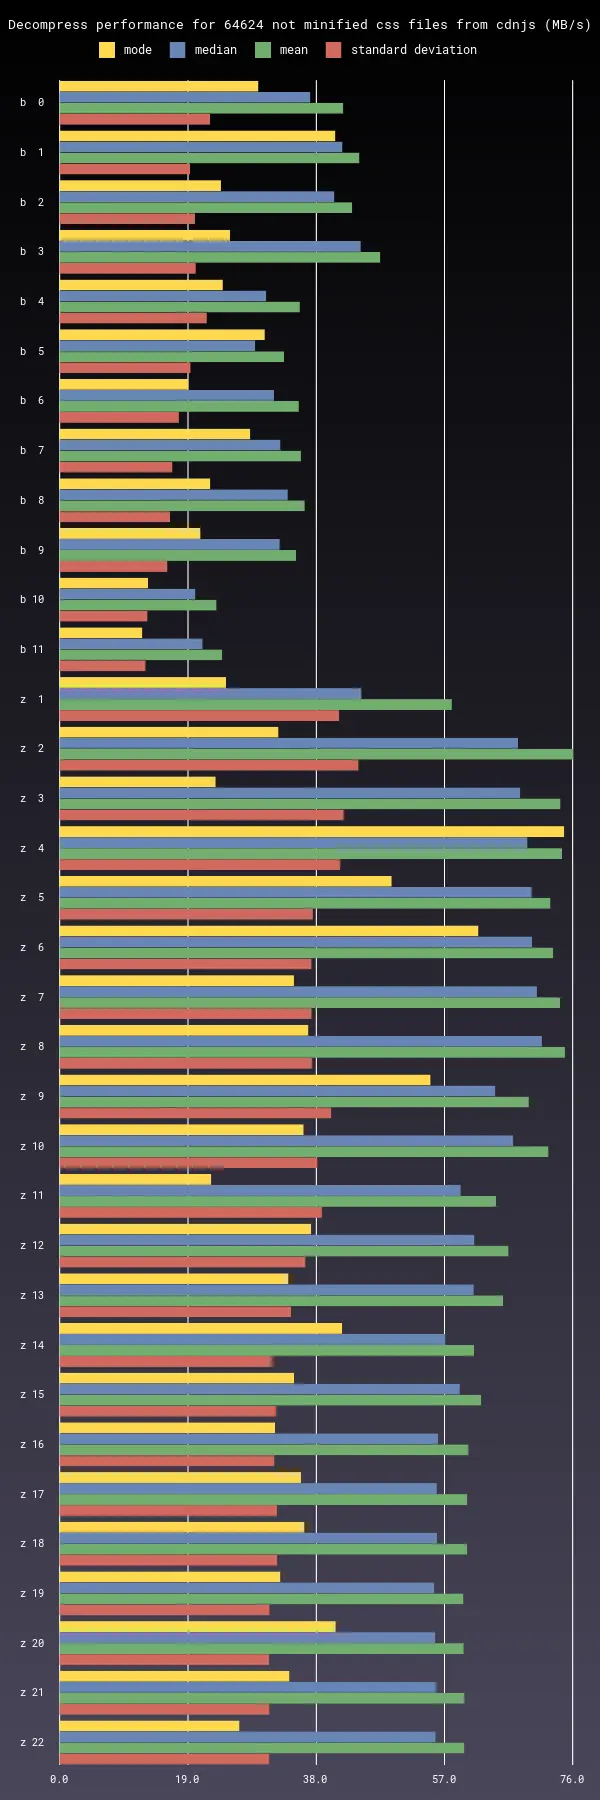 Decompress performance for 64624 not minified css files from cdnjs (MB/s)
mode median mean standard deviation
b 0
b 1
b 2
b 3
b 4
b 5
b 6
b 7
b 8
b 9
b 10
b 11
z 1
z 2
z 3
z 4
z 5
z 6
z 7
z 8
z 9
z 10
z 11
z 12
z 13
z 14
z 15
z 16
z 17
z 18
z 19
z 20
z 21
z 22
0.0 19.0 38.0 57.0 76.0